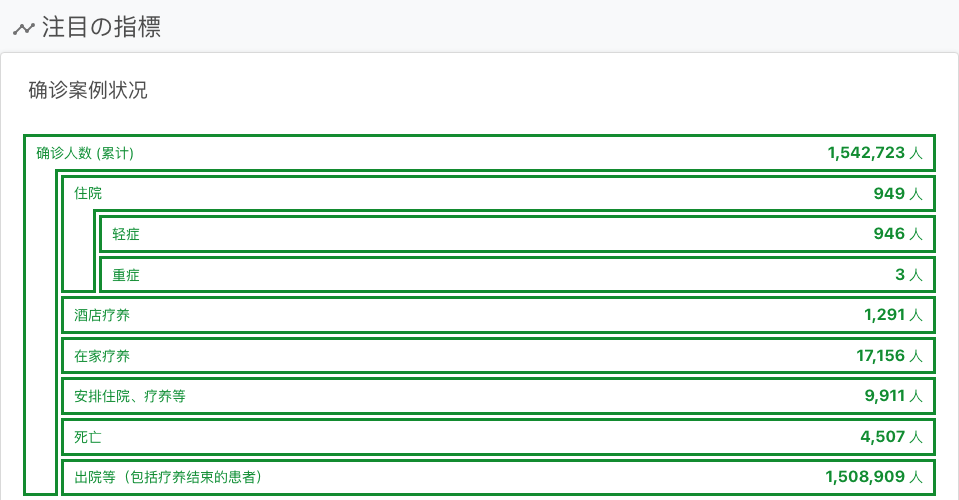 注目の指標
确诊案例状况
确诊人数 (累计) 1,542,723 人
住院 949 人
轻症 946 人
重症 3 人
酒店疗养 1,291 人
在家疗养 17,156 人
安排住院、疗养等 9,911 人
死亡 4,507 人
出院等（包括疗养结束的患者） 1,508,909 人